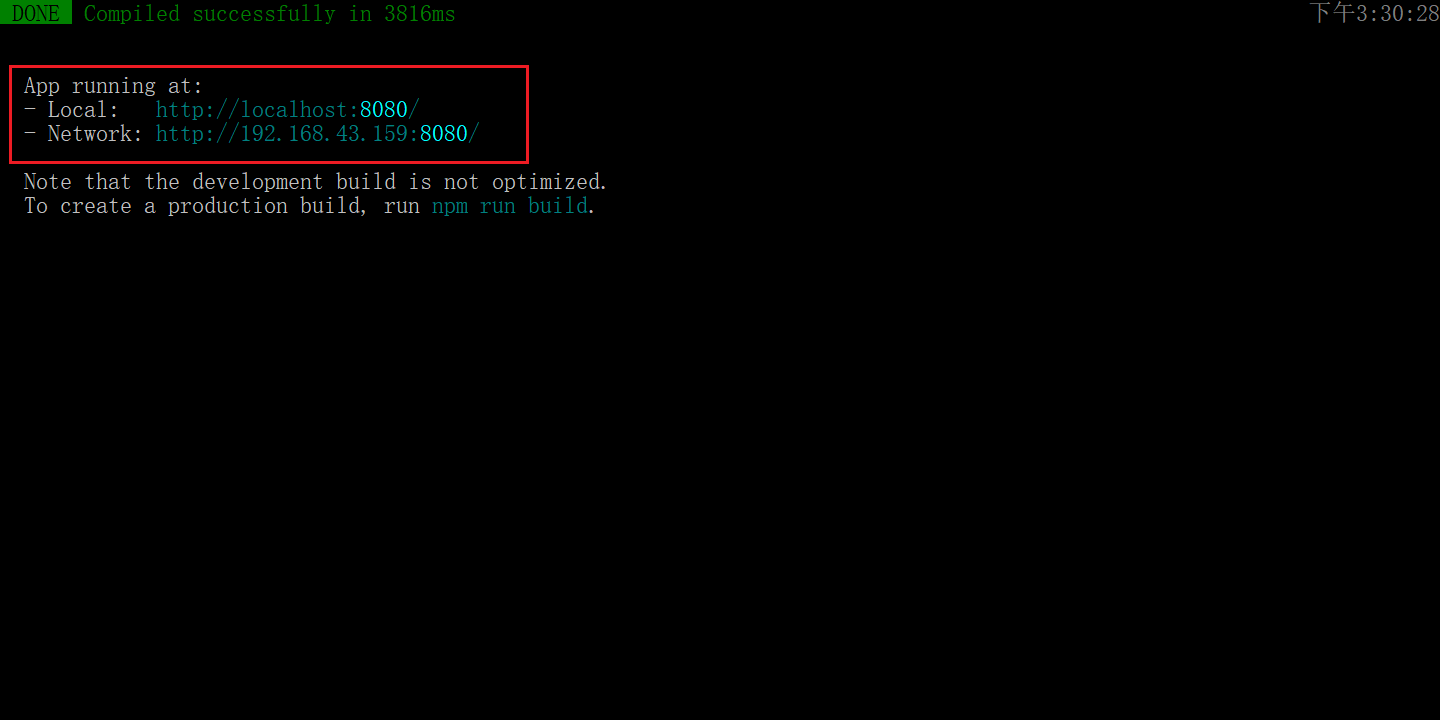 DONE Compiled successfully in 3816ms 下午3:30:28
App running at:
- Local: http://localhost:8080/
- Network: http://192.168.43.159:8080/
Note that the development build is not optimized.
To create a production build, run npm run build.